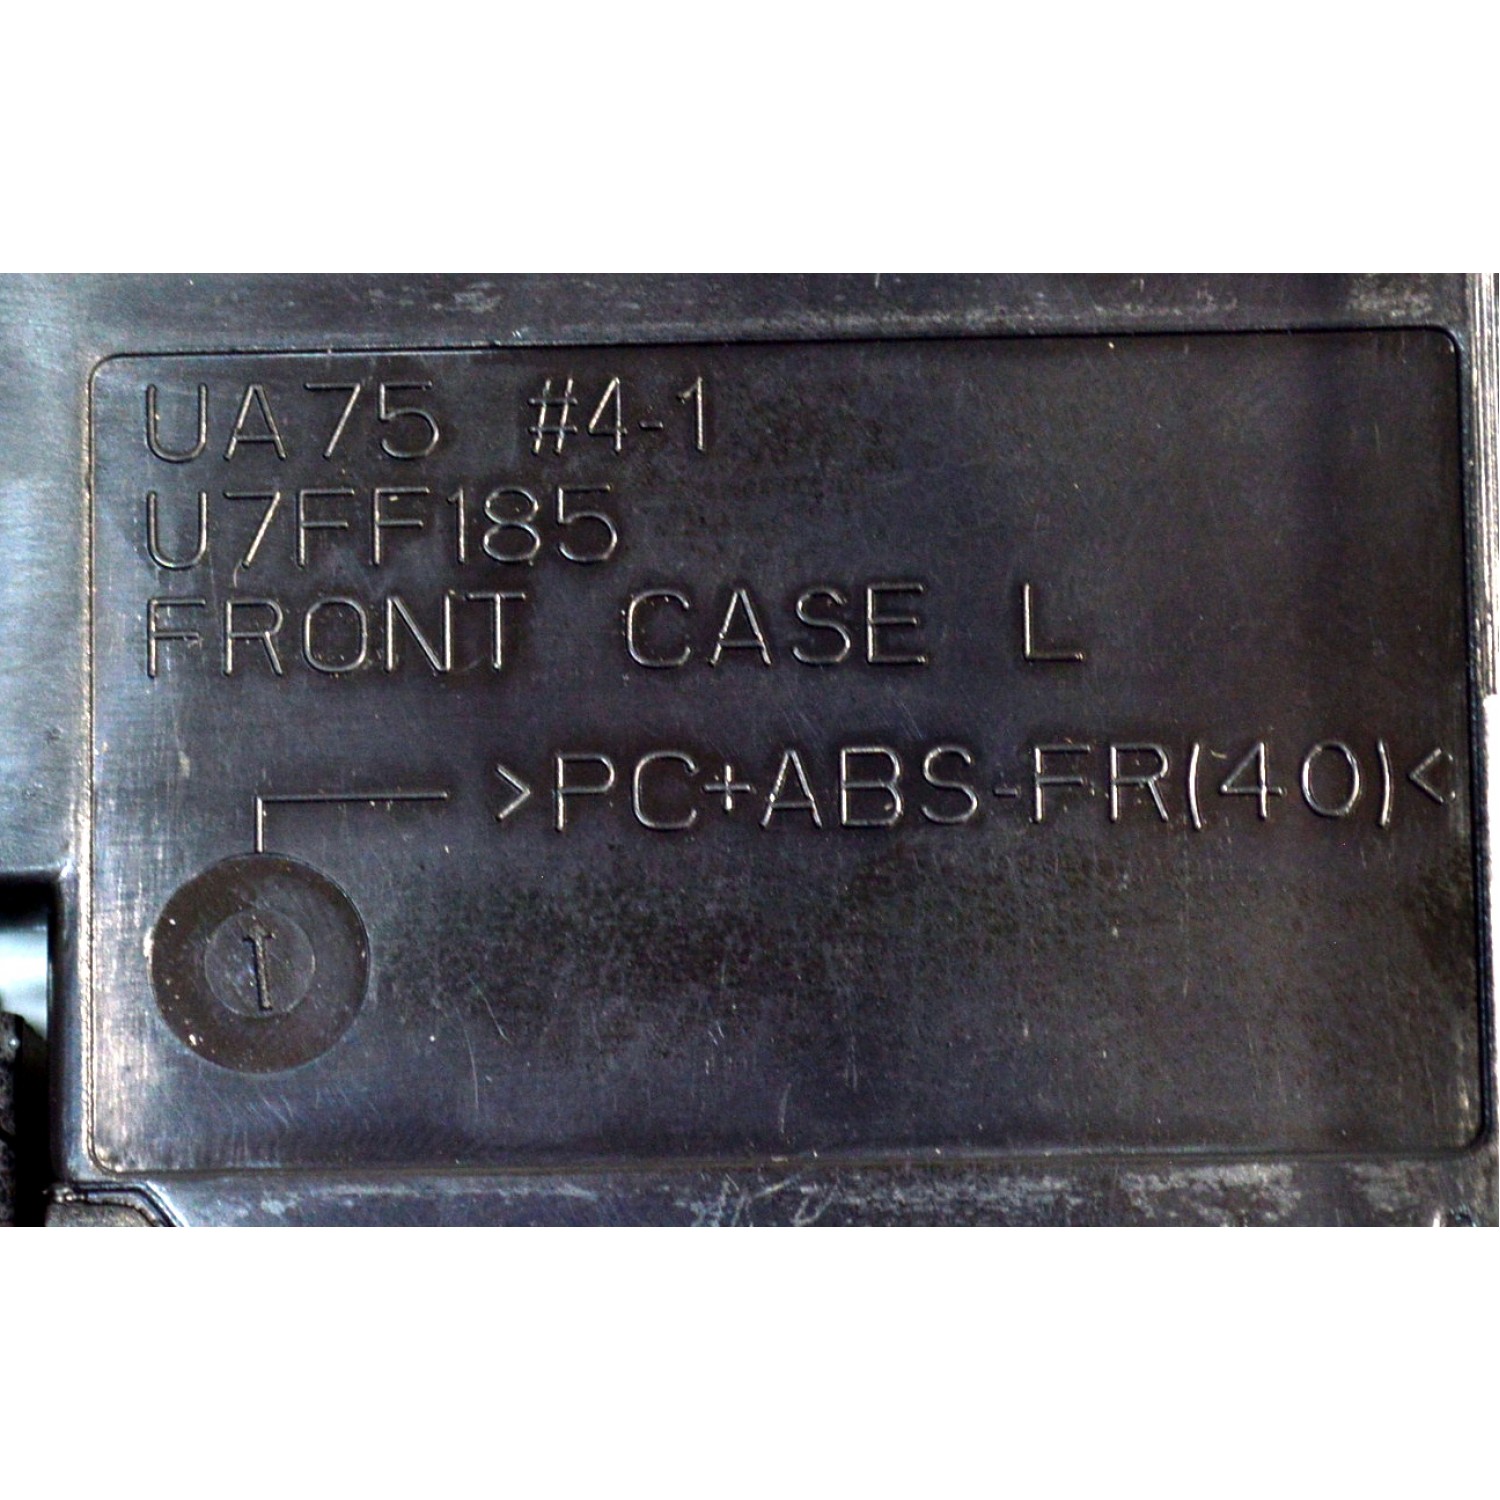 UA75 #4-1
U7FF185
FRONT CASE L
>PC+ABS-FR(40)<